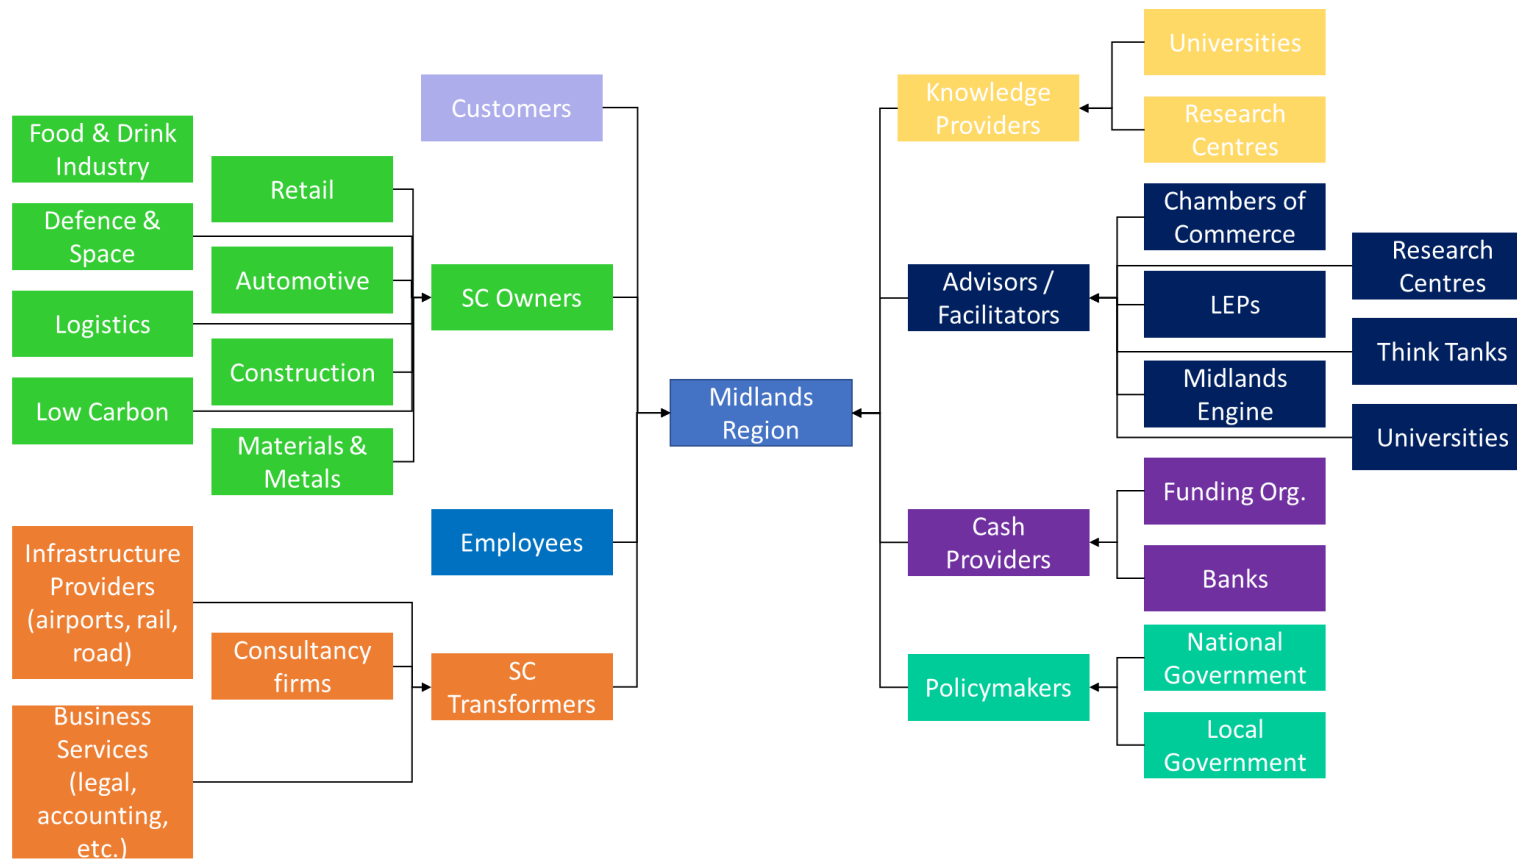 Customers
Food & Drink
Industry
Retail
Defence &
Space
Automotive
SC Owners
Logistics
Construction
Low Carbon
Materials &
Metals
Employees
Infrastructure
Providers
(airports, rail,
road)
Consultancy
firms
SC
Transformers
Business
Services
(legal,
accounting,
etc.)
Midlands
Region
Knowledge
Providers
Universities
Research
Centres
Advisors /
Facilitators
Chambers of
Commerce
Research
Centres
LEPs
Think Tanks
Midlands
Engine
Universities
Cash
Providers
Funding Org.
Banks
Policymakers
National
Government
Local
Government